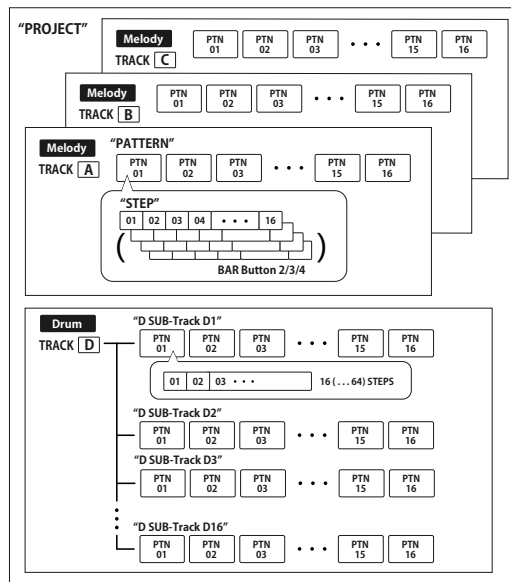 “PROJECT”
Melody
TRACK C
PTN 01 PTN 02 PTN 03 • • • PTN 15 PTN 16
Melody
TRACK B
PTN 01 PTN 02 PTN 03 • • • PTN 15 PTN 16
Melody
TRACK A
“PATTERN”
PTN 01 PTN 02 PTN 03 • • • PTN 15 PTN 16
“STEP”
01 02 03 04 • • • 16
( )
BAR Button 2/3/4
Drum
TRACK D
“D SUB-Track D1”
PTN 01 PTN 02 PTN 03 • • • PTN 15 PTN 16
01 02 03 • • • 16 ( . . . 64) STEPS
“D SUB-Track D2”
PTN 01 PTN 02 PTN 03 • • • PTN 15 PTN 16
“D SUB-Track D3”
PTN 01 PTN 02 PTN 03 • • • PTN 15 PTN 16
“D SUB-Track D16”
PTN 01 PTN 02 PTN 03 • • • PTN 15 PTN 16